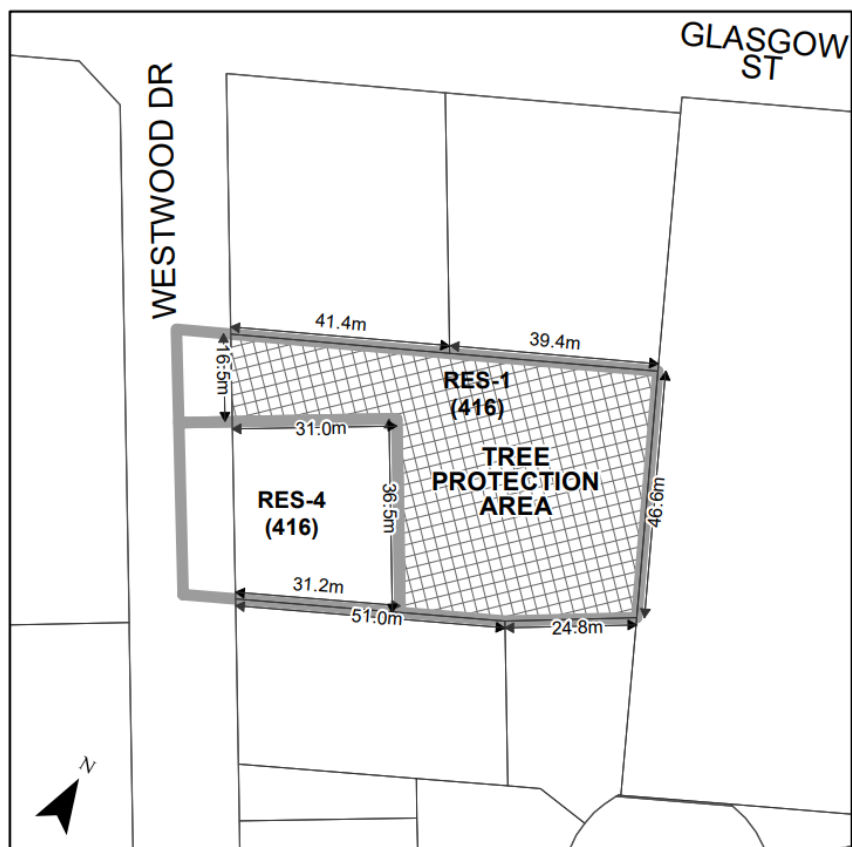 GLASGOW
ST
WESTWOOD DR
41.4m
39.4m
16.5m
RES-1
(416)
31.0m
TREE
PROTECTION
AREA
RES-4
(416)
36.5m
46.6m
31.2m
51.0m
24.8m
N